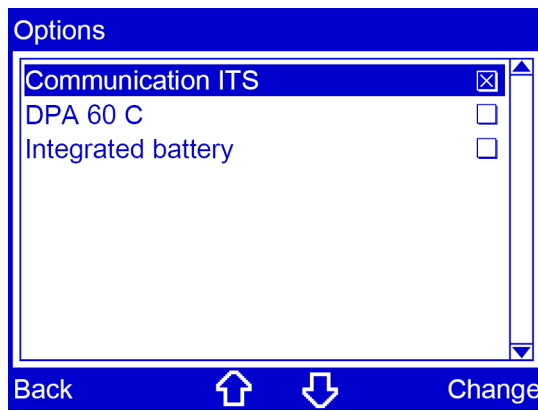 Options
Communication ITS
DPA 60 C
Integrated battery
Back Change